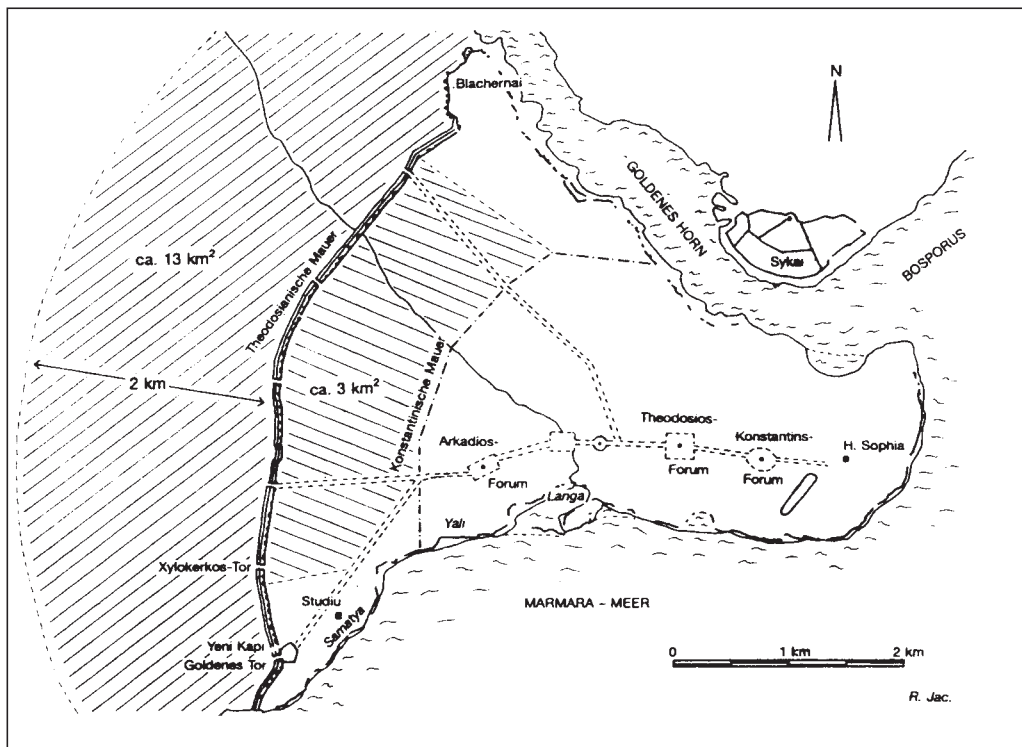 .Blachernai
N
GOLDENES HORN
BOSPORUS
Sykai
ca. 13 km²
Theodosianische Mauer
2 km
ca. 3 km²
Konstantinische Mauer
Arkadios-
Forum
Theodosios-
Forum
Konstantins-
Forum
H. Sophia
Langa
Yalı
Xylokerkos-Tor
Studiu
Samatya
Yeni Kapı
Goldenes Tor
MARMARA - MEER
0 1 km 2 km
R. Jac.